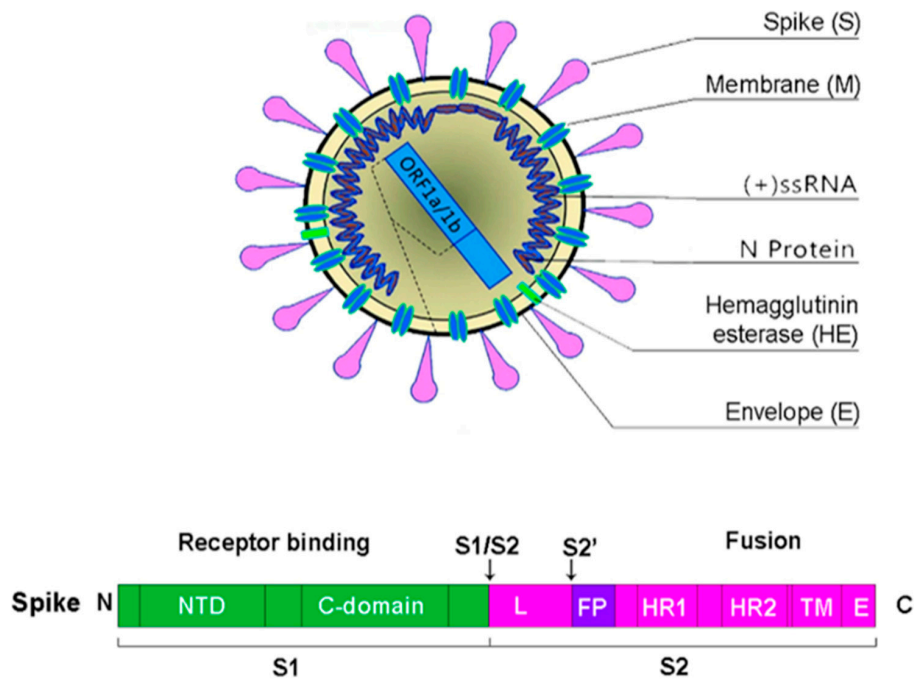 Spike (S)
Membrane (M)
(+)ssRNA
N Protein
Hemagglutinin
esterase (HE)
Envelope (E)
ORF1a/1b
Receptor binding
S1/S2
S2’
Fusion
Spike N NTD C-domain L FP HR1 HR2 TM E C
S1 S2